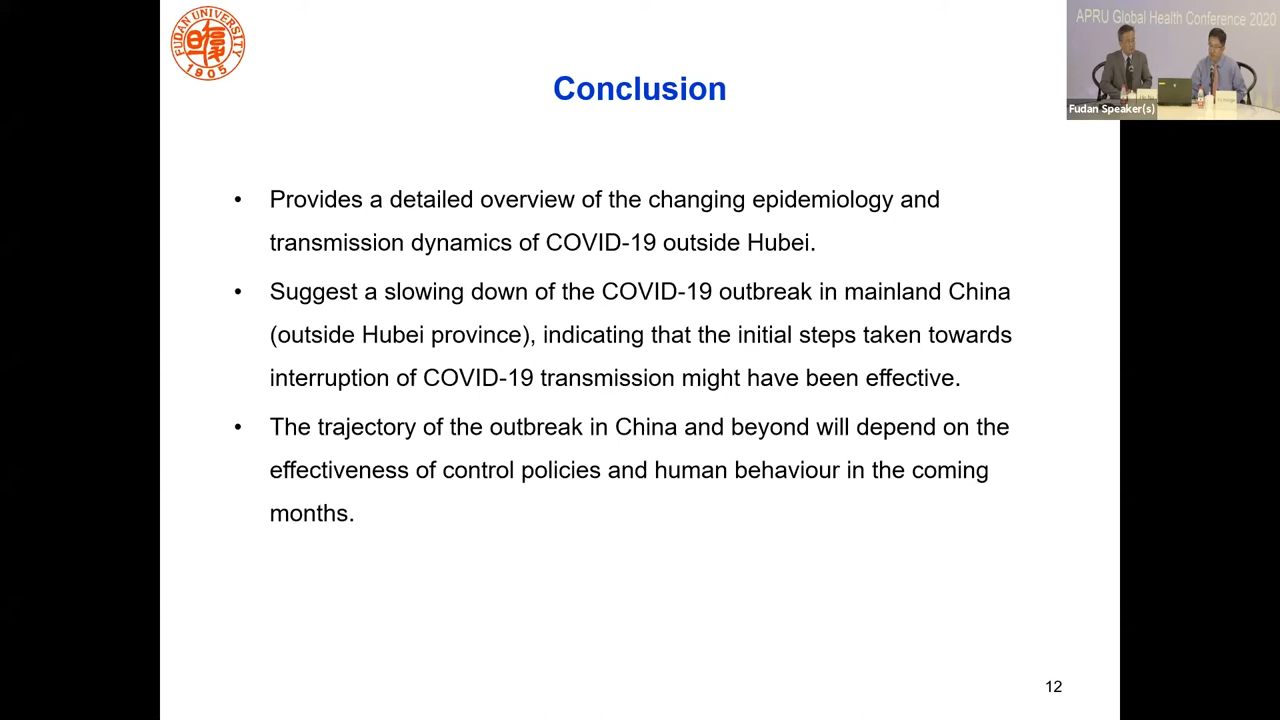 FUDAN UNIVERSITY
1905
APRU Global Health Conference 2020
Fudan Speaker(s)
Conclusion
• Provides a detailed overview of the changing epidemiology and
transmission dynamics of COVID-19 outside Hubei.
• Suggest a slowing down of the COVID-19 outbreak in mainland China
(outside Hubei province), indicating that the initial steps taken towards
interruption of COVID-19 transmission might have been effective.
• The trajectory of the outbreak in China and beyond will depend on the
effectiveness of control policies and human behaviour in the coming
months.
12